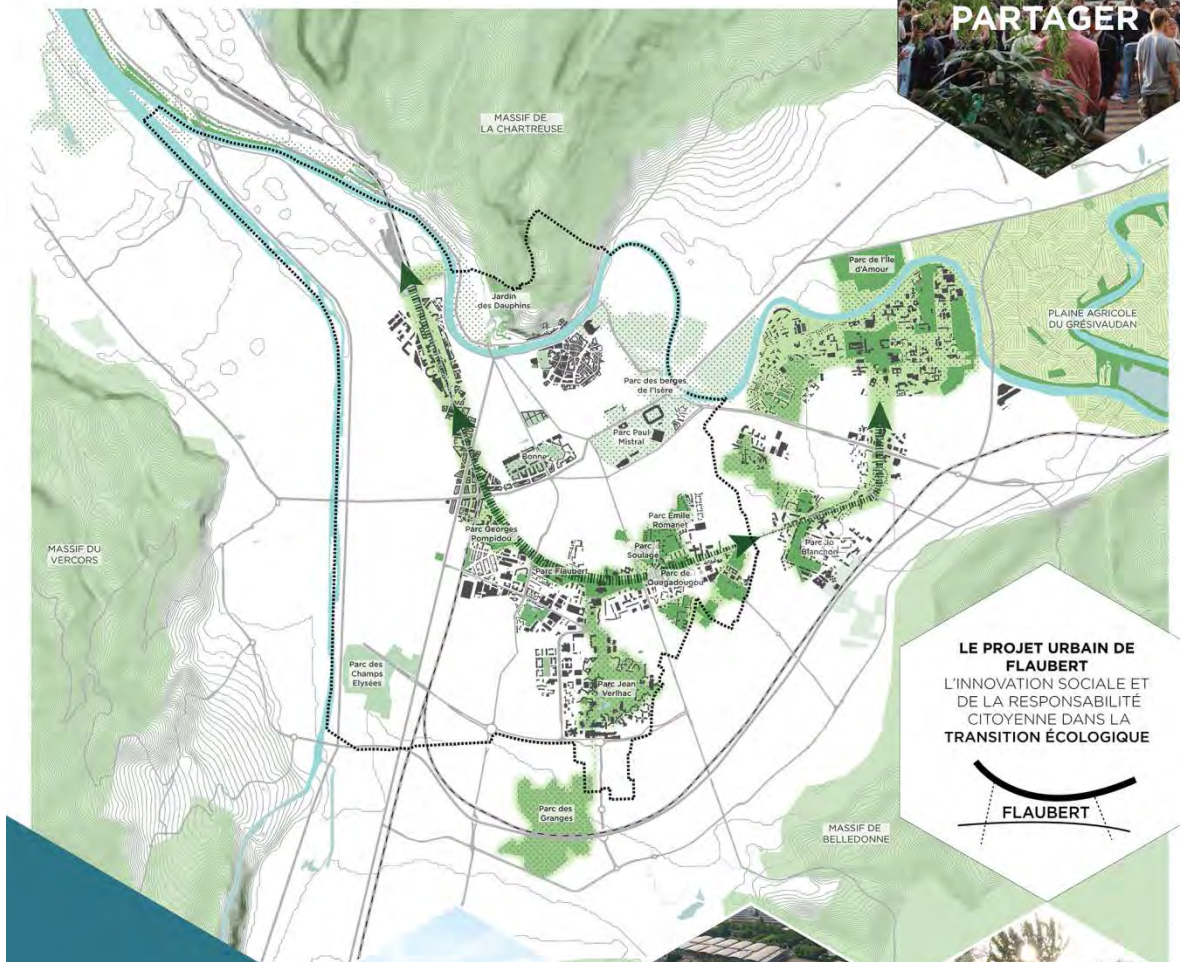 PARTAGER
MASSIF DE
LA CHARTREUSE
Parc de l'Île
d'Amour
Jardin
des Dauphins
PLAINE AGRICOLE
DU GRÉSIVAUDAN
Parc des berges
de l'Isère
Parc Paul
Mistral
Bonne
Parc Émile
Romanet
Parc Georges
Pompidou
Parc
Soulage
Parc Jo
Blanchon
MASSIF DU
VERCORS
Parc Flaubert
Parc de
Ouagadougou
Parc des
Champs
Elysées
Parc Jean
Verlhac
LE PROJET URBAIN DE
FLAUBERT
L'INNOVATION SOCIALE ET
DE LA RESPONSABILITÉ
CITOYENNE DANS LA
TRANSITION ÉCOLOGIQUE
FLAUBERT
Parc des
Granges
MASSIF DE
BELLEDONNE